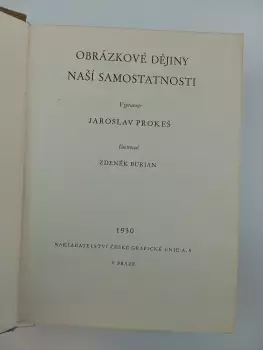 OBRÁZKOVÉ DĚJINY
NAŠÍ SAMOSTATNOSTI
Vypravuje
JAROSLAV PROKEŠ
Ilustroval
ZDENĚK BURIAN
1930
NAKLADATELSTVÍ ČESKÉ GRAFICKÉ UNIE A. S.
V PRAZE